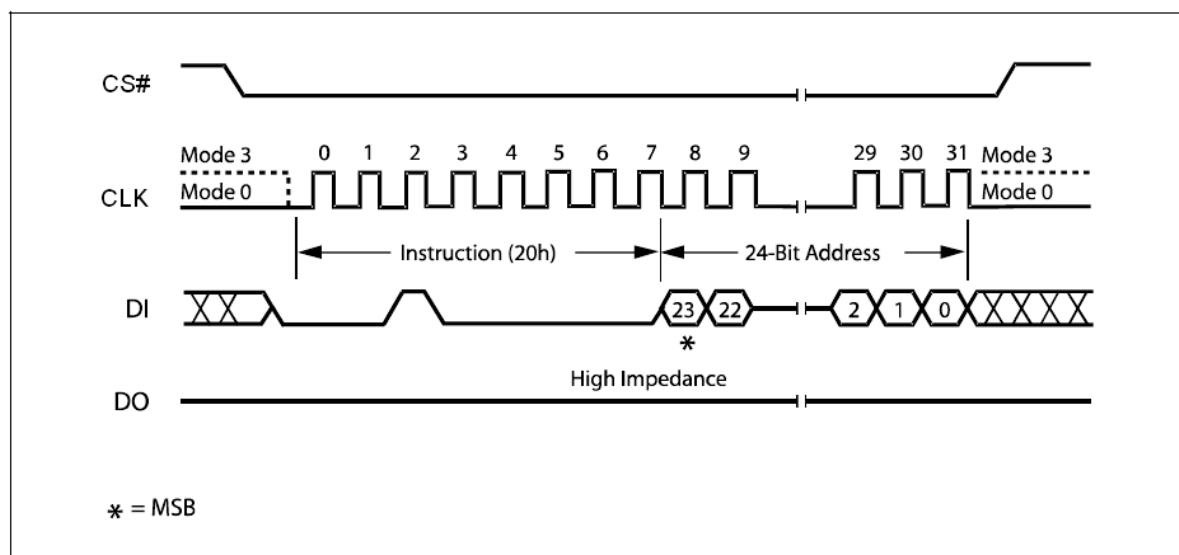 CS#
Mode 3 0 1 2 3 4 5 6 7 8 9 29 30 31 Mode 3
CLK Mode 0 Mode 0
Instruction (20h) 24-Bit Address
DI 23 22 2 1 0
*
High Impedance
DO
* = MSB